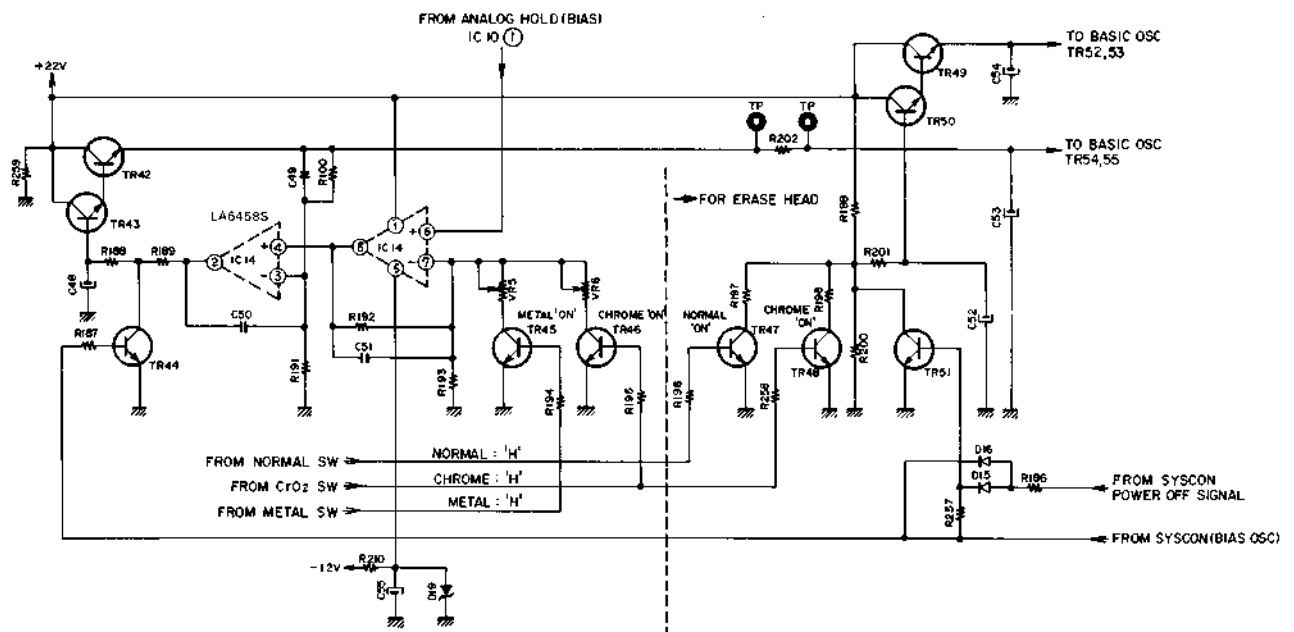 FROM ANALOG HOLD(BIAS)
IC 10 1
TO BASIC OSC
TR52,53
+22V
TR49
C54
TR50
TP
TP
R202
TO BASIC OSC
TR54,55
R259
TR42
C49
R100
FOR ERASE HEAD
TR43
LA6458S
R199
C53
R188
R189
2
IC14
+4
-3
8
IC14
1
+6
-7
5
R201
C48
VR5
VR6
R197
R198
C50
R192
C51
METAL 'ON'
TR45
CHROME 'ON'
TR46
NORMAL
'ON'
TR47
CHROME
'ON'
TR48
R200
TR51
C52
R187
TR44
R191
R193
R194
R195
R196
R258
FROM NORMAL SW
NORMAL : 'H'
FROM CrO2 SW
CHROME : 'H'
FROM METAL SW
METAL : 'H'
D16
D15
R186
R257
FROM SYSCON
POWER OFF SIGNAL
FROM SYSCON(BIAS OSC)
-12V
R210
C55
D19